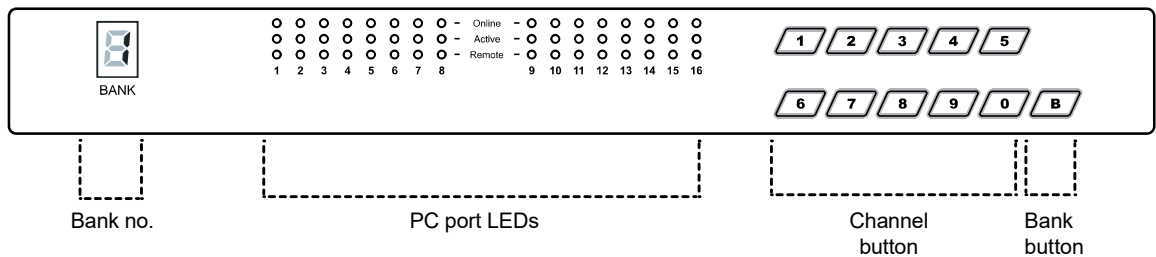 1
BANK
- Online -
- Active -
- Remote -
1 2 3 4 5 6 7 8
9 10 11 12 13 14 15 16
1 2 3 4 5
6 7 8 9 0 B
Bank no.
PC port LEDs
Channel
button
Bank
button